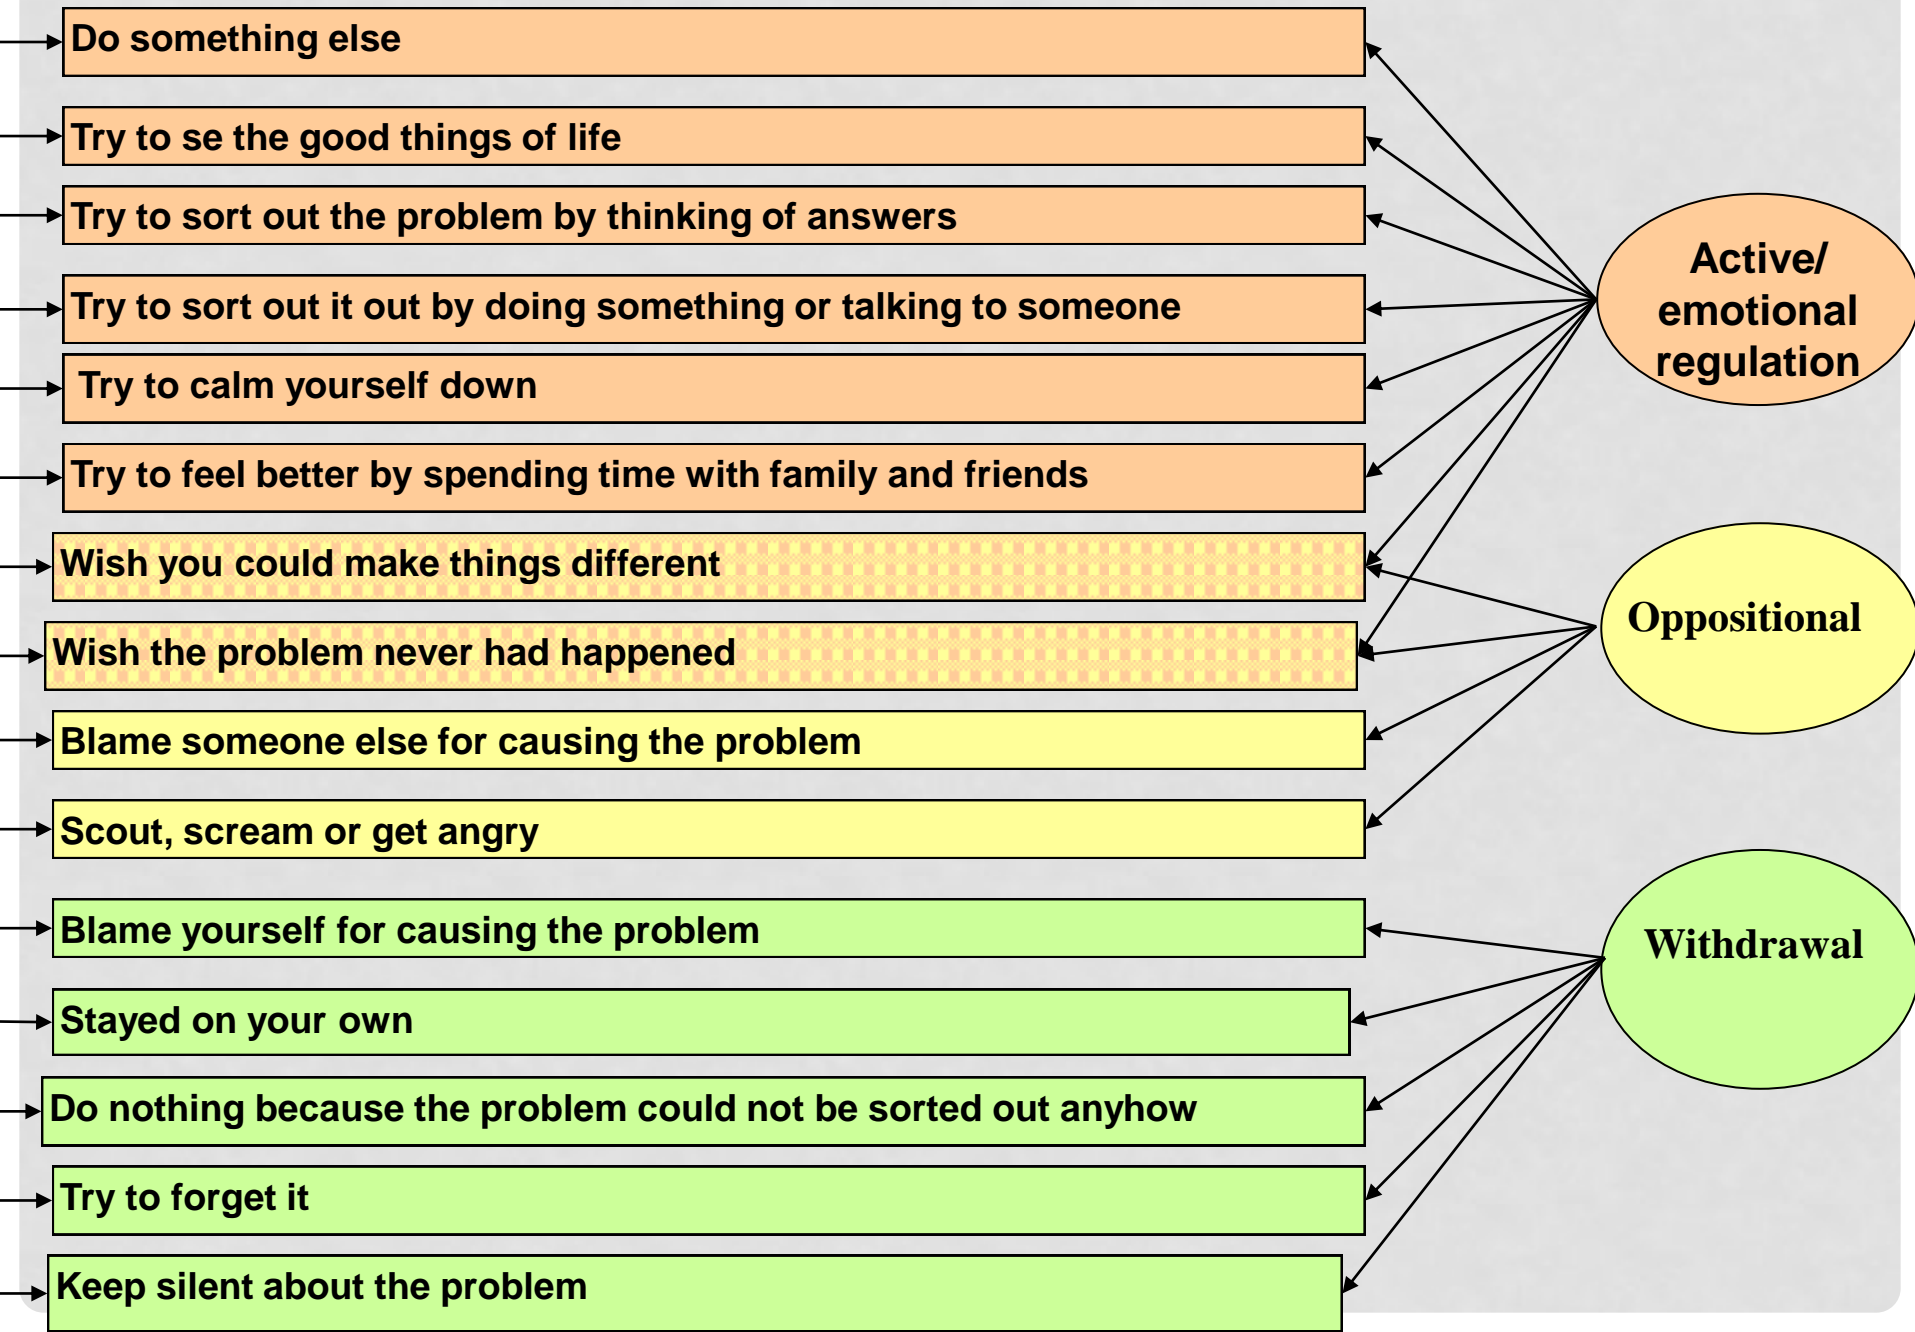 Do something else
Try to se the good things of life
Try to sort out the problem by thinking of answers
Try to sort out it out by doing something or talking to someone
Try to calm yourself down
Try to feel better by spending time with family and friends
Wish you could make things different
Wish the problem never had happened
Blame someone else for causing the problem
Scout, scream or get angry
Blame yourself for causing the problem
Stayed on your own
Do nothing because the problem could not be sorted out anyhow
Try to forget it
Keep silent about the problem
Active/
emotional
regulation
Oppositional
Withdrawal